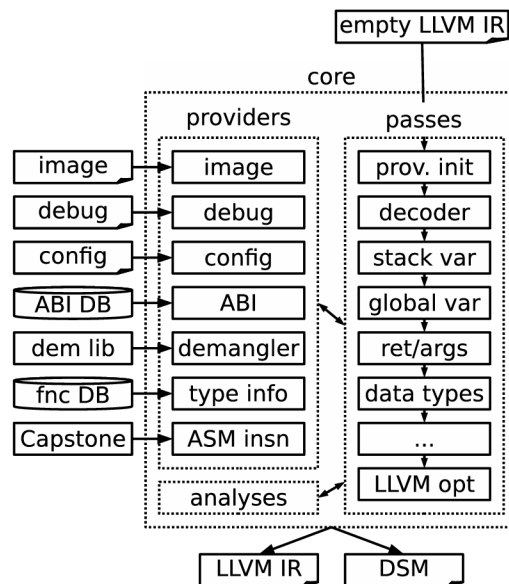 empty LLVM IR
core
providers
passes
image
image
prov. init
debug
debug
decoder
config
config
stack var
ABI DB
ABI
global var
dem lib
demangler
ret/args
fnc DB
type info
data types
Capstone
ASM insn
...
analyses
LLVM opt
LLVM IR
DSM